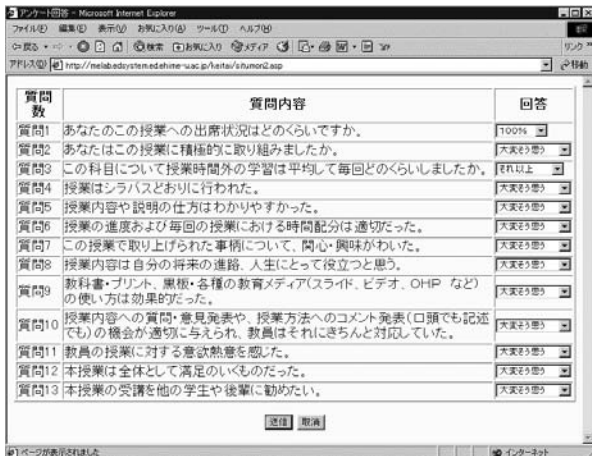 アンケート回答 - Microsoft Internet Explorer
ファイル(F) 編集(E) 表示(V) お気に入り(A) ツール(T) ヘルプ(H)
戻る 検索 お気に入り メディア
リンク
アドレス(D) http://melabedsystem.ed.ehime-u.ac.jp/keitai/situmon2.asp 移動
質問数 質問内容 回答
質問1 あなたのこの授業への出席状況はどのくらいですか。 100%
質問2 あなたはこの授業に積極的に取り組みましたか。 大変そう思う
質問3 この科目について授業時間外の学習は平均して毎回どのくらいしましたか。 それ以上
質問4 授業はシラバスどおりに行われた。 大変そう思う
質問5 授業内容や説明の仕方はわかりやすかった。 大変そう思う
質問6 授業の進度および毎回の授業における時間配分は適切だった。 大変そう思う
質問7 この授業で取り上げられた事柄について、関心・興味がわいた。 大変そう思う
質問8 授業内容は自分の将来の進路、人生にとって役立つと思う。 大変そう思う
質問9 教科書・プリント、黒板・各種の教育メディア(スライド、ビデオ、OHP など)
の使い方は効果的だった。 大変そう思う
質問10 授業内容への質問・意見発表や、授業方法へのコメント発表(口頭でも記述
でも)の機会が適切に与えられ、教員はそれにきちんと対応していた。 大変そう思う
質問11 教員の授業に対する意欲熱意を感じた。 大変そう思う
質問12 本授業は全体として満足のいくものだった。 大変そう思う
質問13 本授業の受講を他の学生や後輩に勧めたい。 大変そう思う
送信 取消
ページが表示されました インターネット